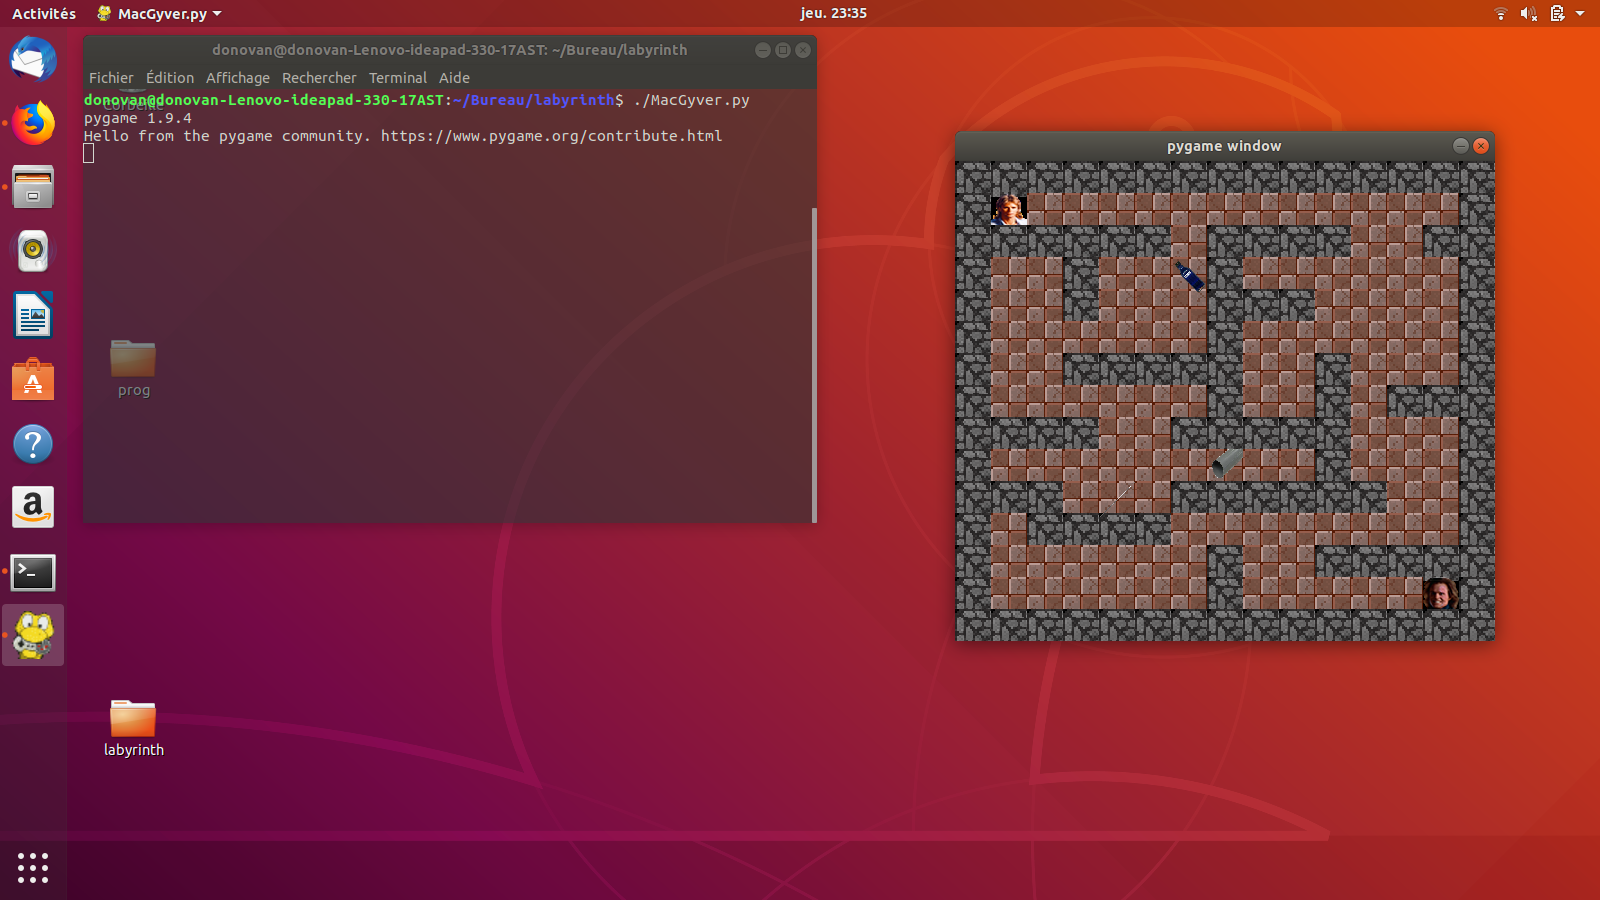 Activités MacGyver.py jeu. 23:35
donovan@donovan-Lenovo-ideapad-330-17AST: ~/Bureau/labyrinth
Fichier Édition Affichage Rechercher Terminal Aide
donovan@donovan-Lenovo-ideapad-330-17AST:~/Bureau/labyrinth$ ./MacGyver.py
Corbeille
pygame 1.9.4
Hello from the pygame community. https://www.pygame.org/contribute.html
prog
labyrinth
pygame window